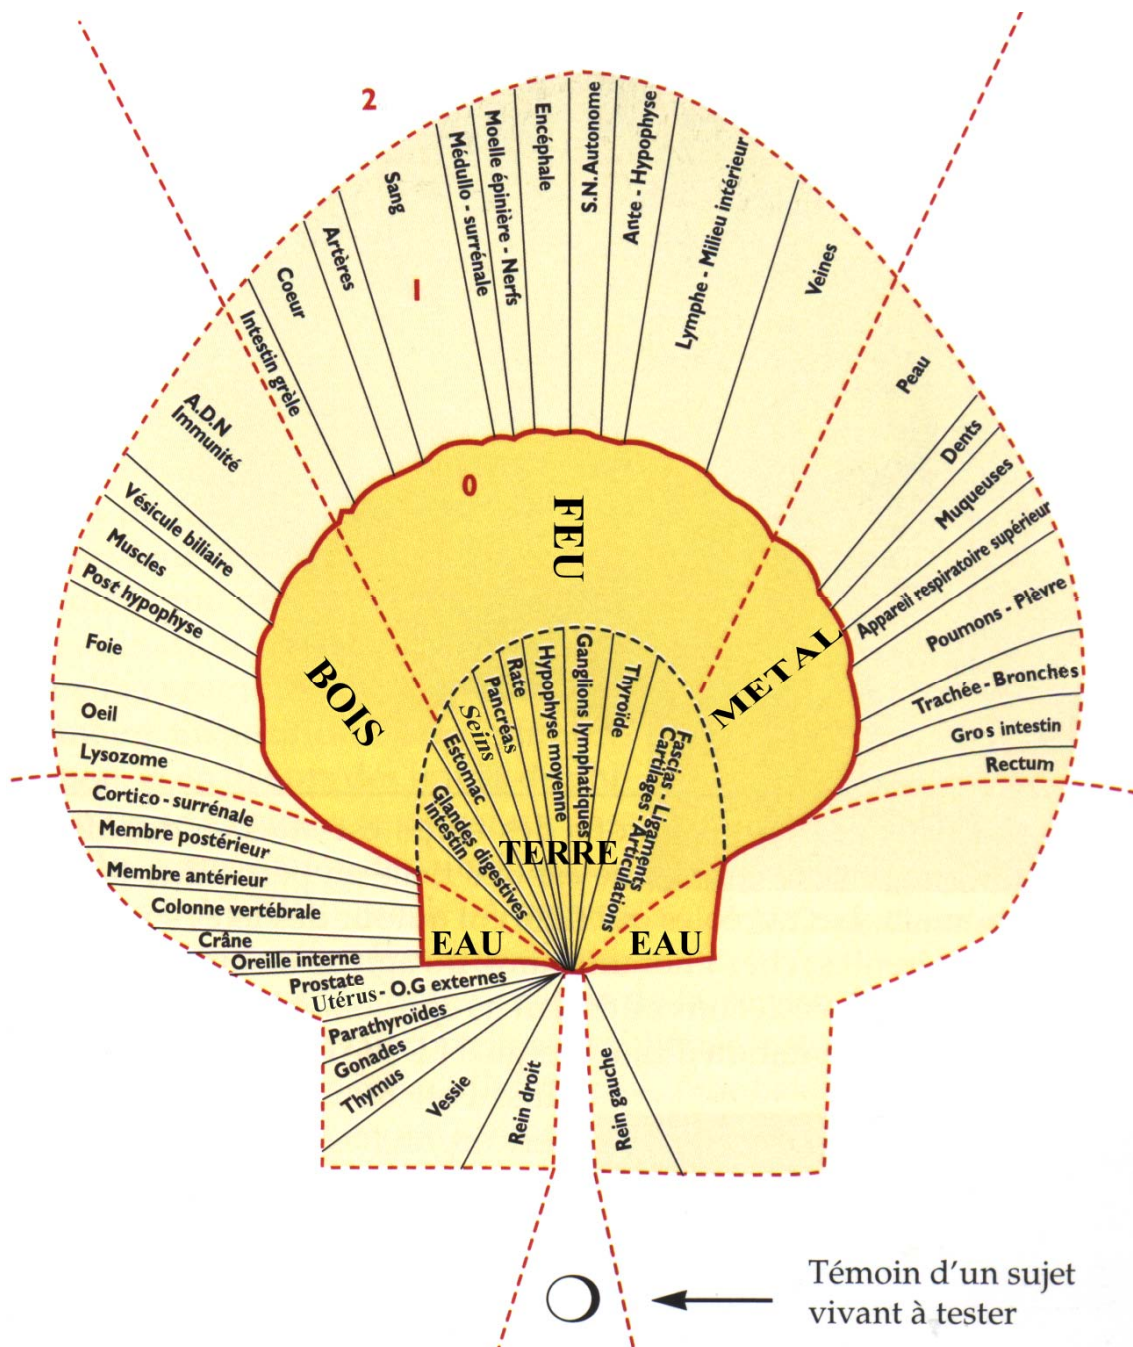 2
1
0
Intestin grèle
Coeur
Artères
Sang
Médullo - surrénale
Moelle épinière - Nerfs
Encéphale
S.N. Autonome
Ante - Hypophyse
Lymphe - Milieu intérieur
Veines
A.D.N
Immunité
Vésicule biliaire
Muscles
Post hypophyse
Foie
Oeil
Lysozome
Peau
Dents
Muqueuses
Appareil respiratoire supérieur
Poumons - Plèvre
Trachée - Bronches
Gros intestin
Rectum
FEU
BOIS
METAL
Glandes digestives
intestin
Estomac
Seins
Pancréas
Rate
Hypophyse moyenne
Ganglions lymphatiques
Thyroïde
Fascias - Ligaments
Cartilages - Articulations
TERRE
EAU
EAU
Cortico - surrénale
Membre postérieur
Membre antérieur
Colonne vertébrale
Crâne
Oreille interne
Prostate
Utérus - O.G externes
Parathyroïdes
Gonades
Thymus
Vessie
Rein droit
Rein gauche
Témoin d'un sujet
vivant à tester